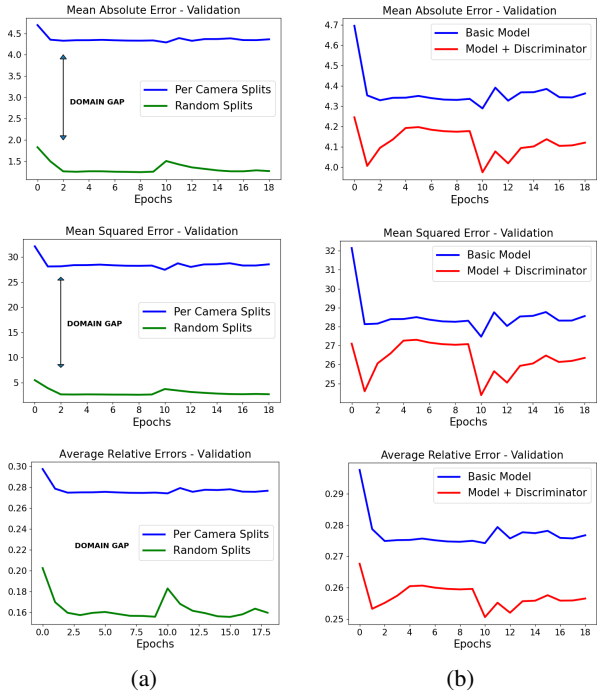 Mean Absolute Error - Validation
4.5
4.0
3.5
3.0
2.5
2.0
1.5
DOMAIN GAP
Per Camera Splits
Random Splits
0 2 4 6 8 10 12 14 16 18
Epochs
Mean Absolute Error - Validation
4.7
4.6
4.5
4.4
4.3
4.2
4.1
4.0
Basic Model
Model + Discriminator
0 2 4 6 8 10 12 14 16 18
Epochs
Mean Squared Error - Validation
30
25
20
15
10
5
DOMAIN GAP
Per Camera Splits
Random Splits
0 2 4 6 8 10 12 14 16 18
Epochs
Mean Squared Error - Validation
32
31
30
29
28
27
26
25
Basic Model
Model + Discriminator
0 2 4 6 8 10 12 14 16 18
Epochs
Average Relative Errors - Validation
0.30
0.28
0.26
0.24
0.22
0.20
0.18
0.16
DOMAIN GAP
Per Camera Splits
Random Splits
0.0 2.5 5.0 7.5 10.0 12.5 15.0 17.5
Epochs
Average Relative Error - Validation
0.29
0.28
0.27
0.26
0.25
Basic Model
Model + Discriminator
0 2 4 6 8 10 12 14 16 18
Epochs
(a)
(b)